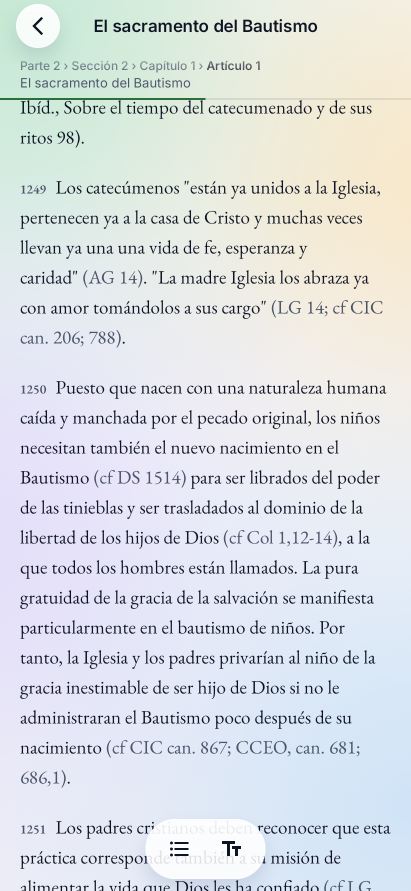 El sacramento del Bautismo
Parte 2 › Sección 2 › Capítulo 1 › Artículo 1
El sacramento del Bautismo
Ibíd., Sobre el tiempo del catecumenado y de sus
ritos 98).
1249 Los catecúmenos "están ya unidos a la Iglesia,
pertenecen ya a la casa de Cristo y muchas veces
llevan ya una una vida de fe, esperanza y
caridad" (AG 14). "La madre Iglesia los abraza ya
con amor tomándolos a sus cargo" (LG 14; cf CIC
can. 206; 788).
1250 Puesto que nacen con una naturaleza humana
caída y manchada por el pecado original, los niños
necesitan también el nuevo nacimiento en el
Bautismo (cf DS 1514) para ser librados del poder
de las tinieblas y ser trasladados al dominio de la
libertad de los hijos de Dios (cf Col 1,12-14), a la
que todos los hombres están llamados. La pura
gratuidad de la gracia de la salvación se manifiesta
particularmente en el bautismo de niños. Por
tanto, la Iglesia y los padres privarían al niño de la
gracia inestimable de ser hijo de Dios si no le
administraran el Bautismo poco después de su
nacimiento (cf CIC can. 867; CCEO, can. 681;
686,1).
1251 Los padres cristianos deben reconocer que esta
práctica corresponde también a su misión de
alimentar la vida que Dios les ha confiado (cf LG